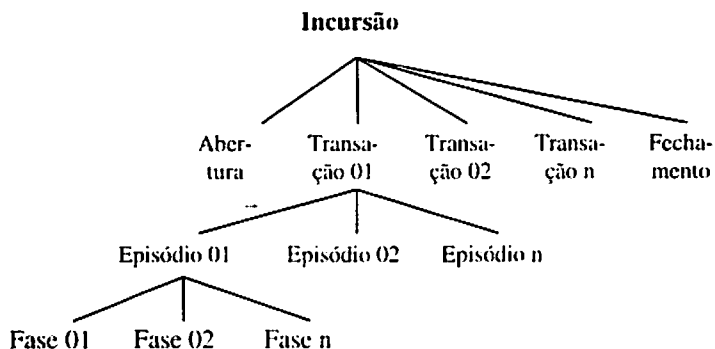 Incursão
Aber- Transa- Transa- Transa- Fecha-
tura ção 01 ção 02 ção n mento
Episódio 01 Episódio 02 Episódio n
Fase 01 Fase 02 Fase n